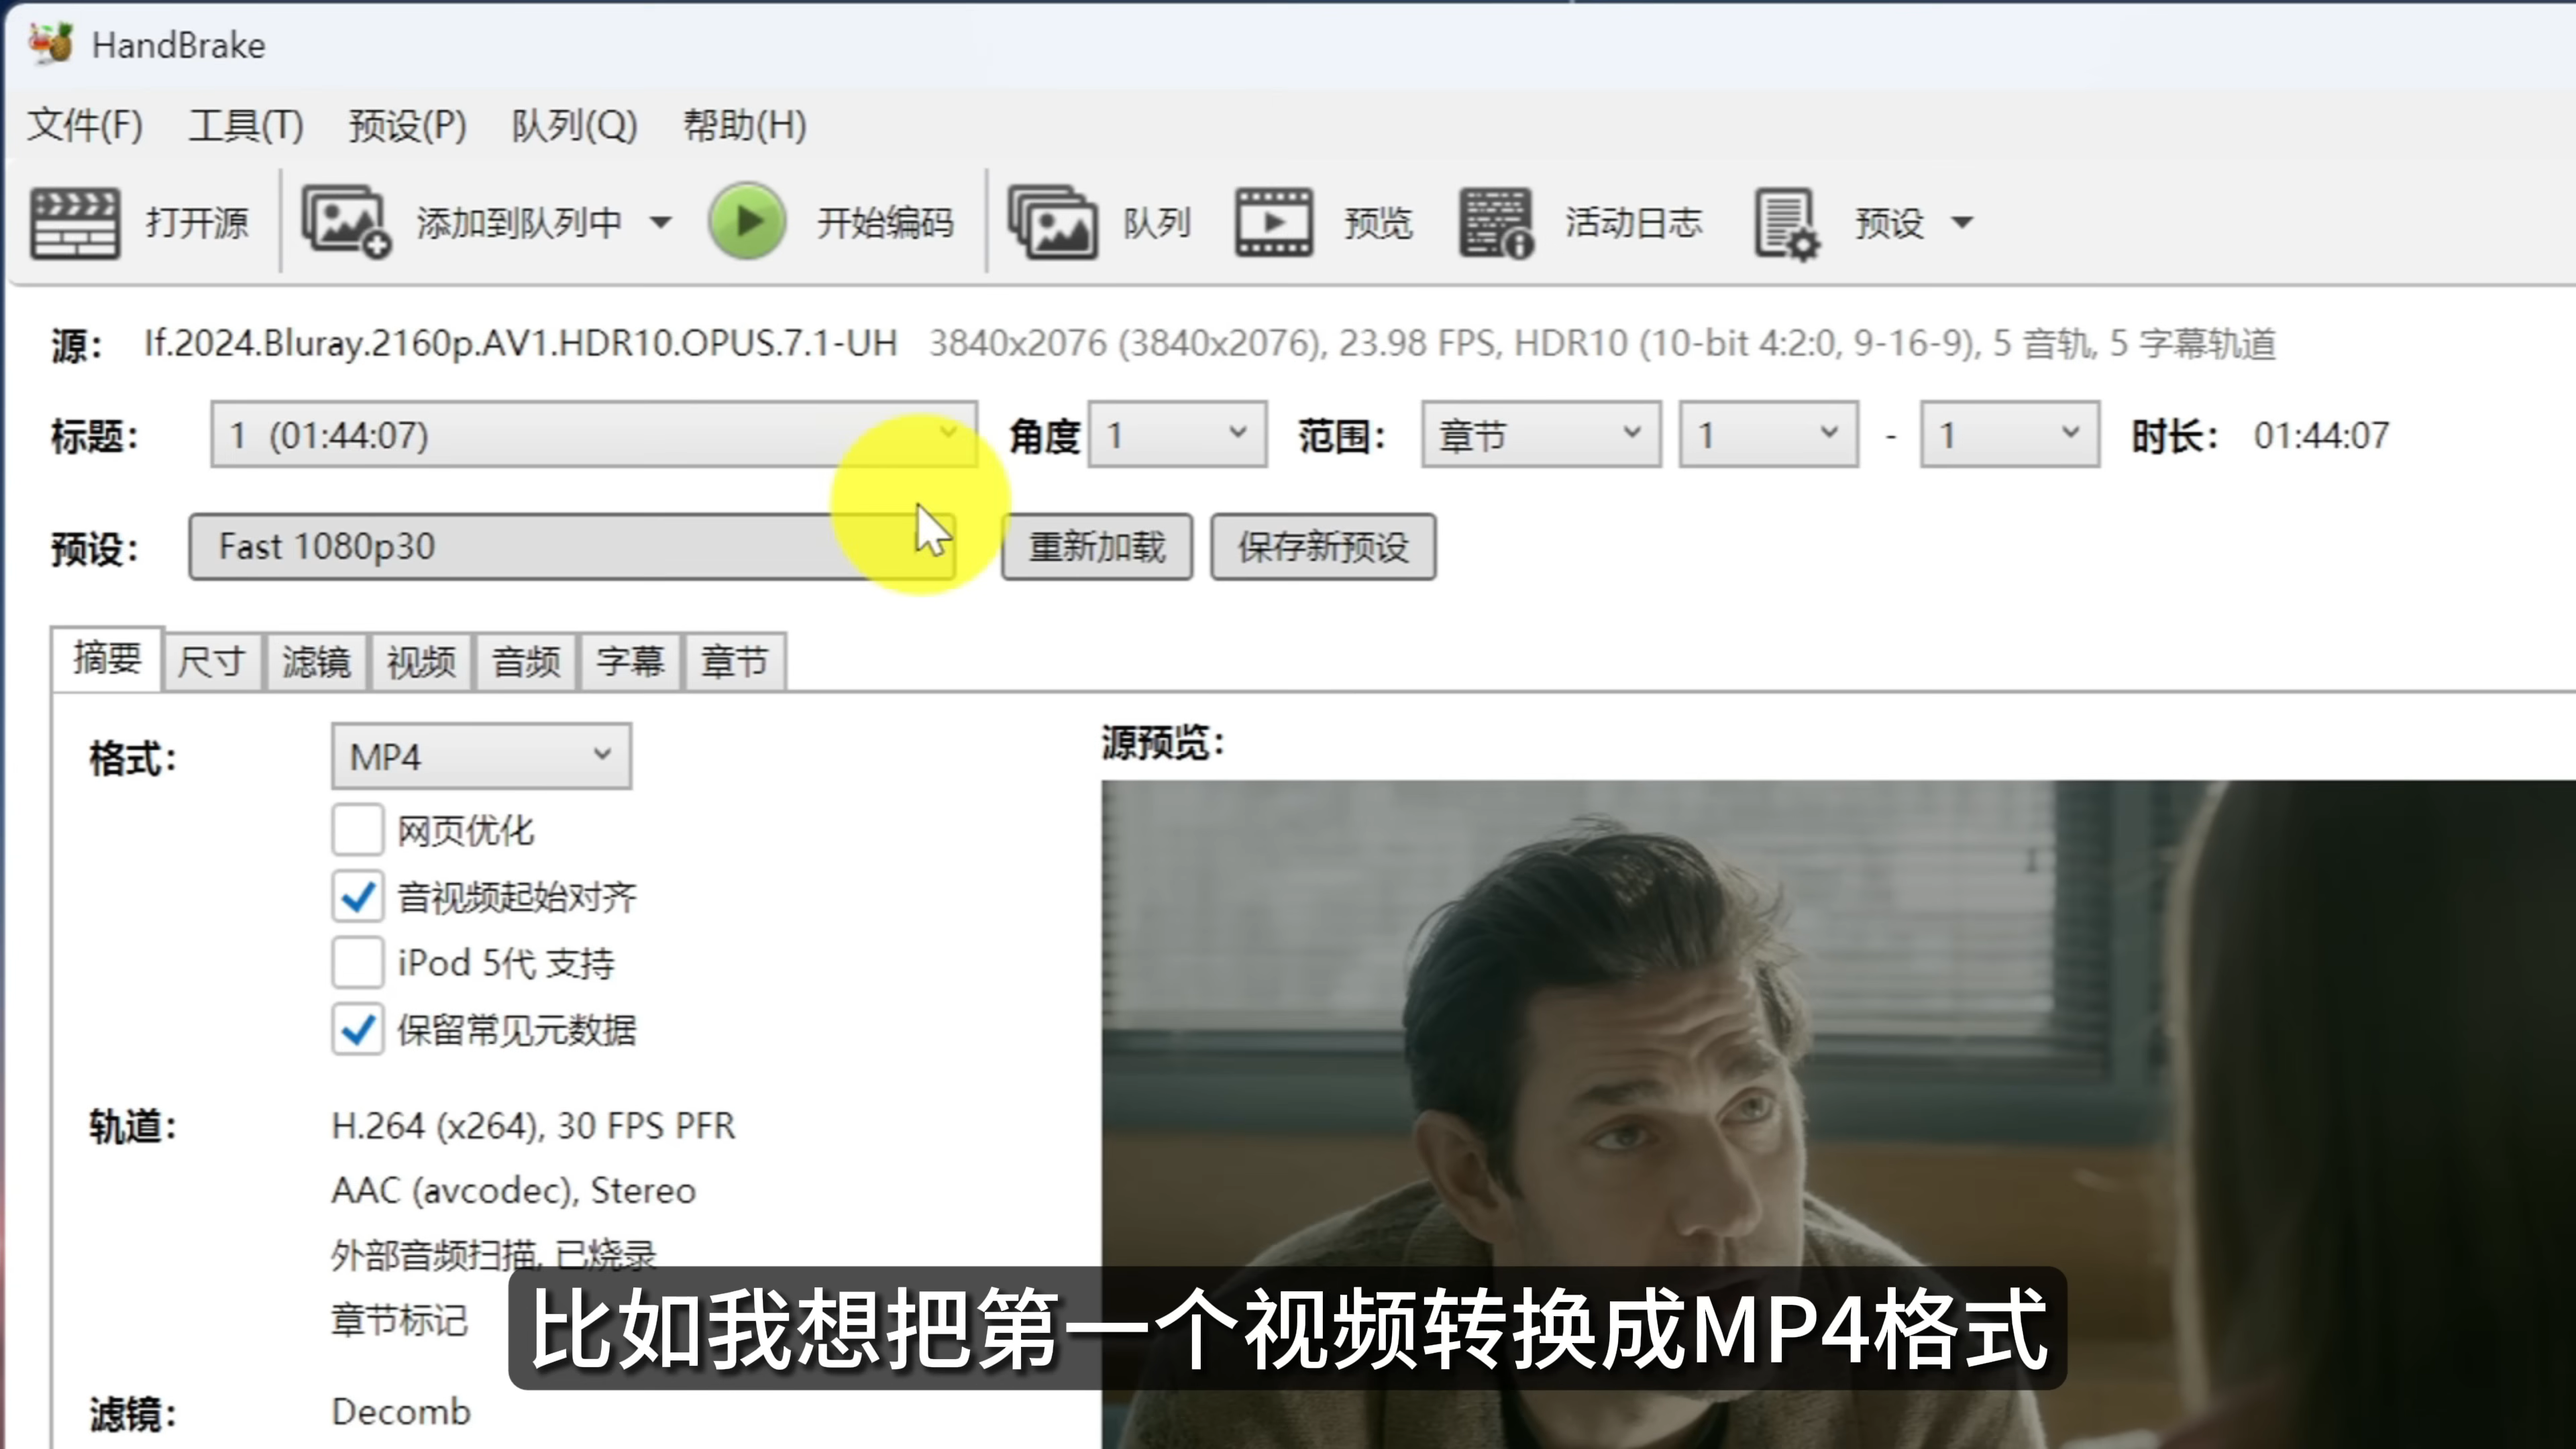 HandBrake
文件(F) 工具(T) 预设(P) 队列(Q) 帮助(H)
打开源 添加到队列中 开始编码 队列 预览 活动日志 预设
源: If.2024.Bluray.2160p.AV1.HDR10.OPUS.7.1-UH 3840x2076 (3840x2076), 23.98 FPS, HDR10 (10-bit 4:2:0, 9-16-9), 5 音轨, 5 字幕轨道
标题: 1 (01:44:07) 角度 1 范围: 章节 1 - 1 时长: 01:44:07
预设: Fast 1080p30 重新加载 保存新预设
摘要 尺寸 滤镜 视频 音频 字幕 章节
格式: MP4
源预览:
网页优化
音视频起始对齐
iPod 5代 支持
保留常见元数据
轨道: H.264 (x264), 30 FPS PFR
AAC (avcodec), Stereo
外部音频扫描, 已烧录
章节标记
比如我想把第一个视频转换成MP4格式
滤镜: Decomb